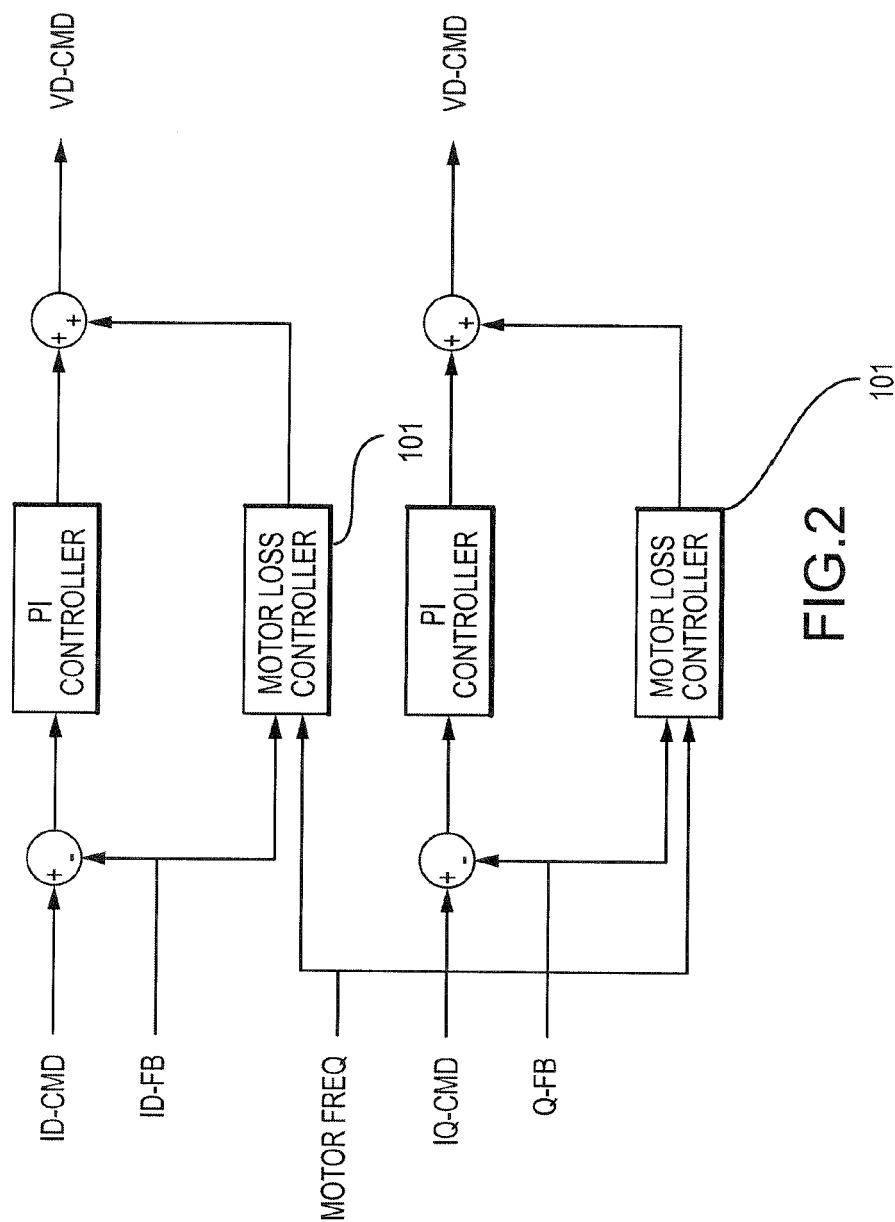 ID-CMD
+
-
PI
CONTROLLER
+
+
VD-CMD
ID-FB
MOTOR LOSS
CONTROLLER
101
MOTOR FREQ
IQ-CMD
+
-
PI
CONTROLLER
+
+
VD-CMD
Q-FB
MOTOR LOSS
CONTROLLER
101
FIG.2